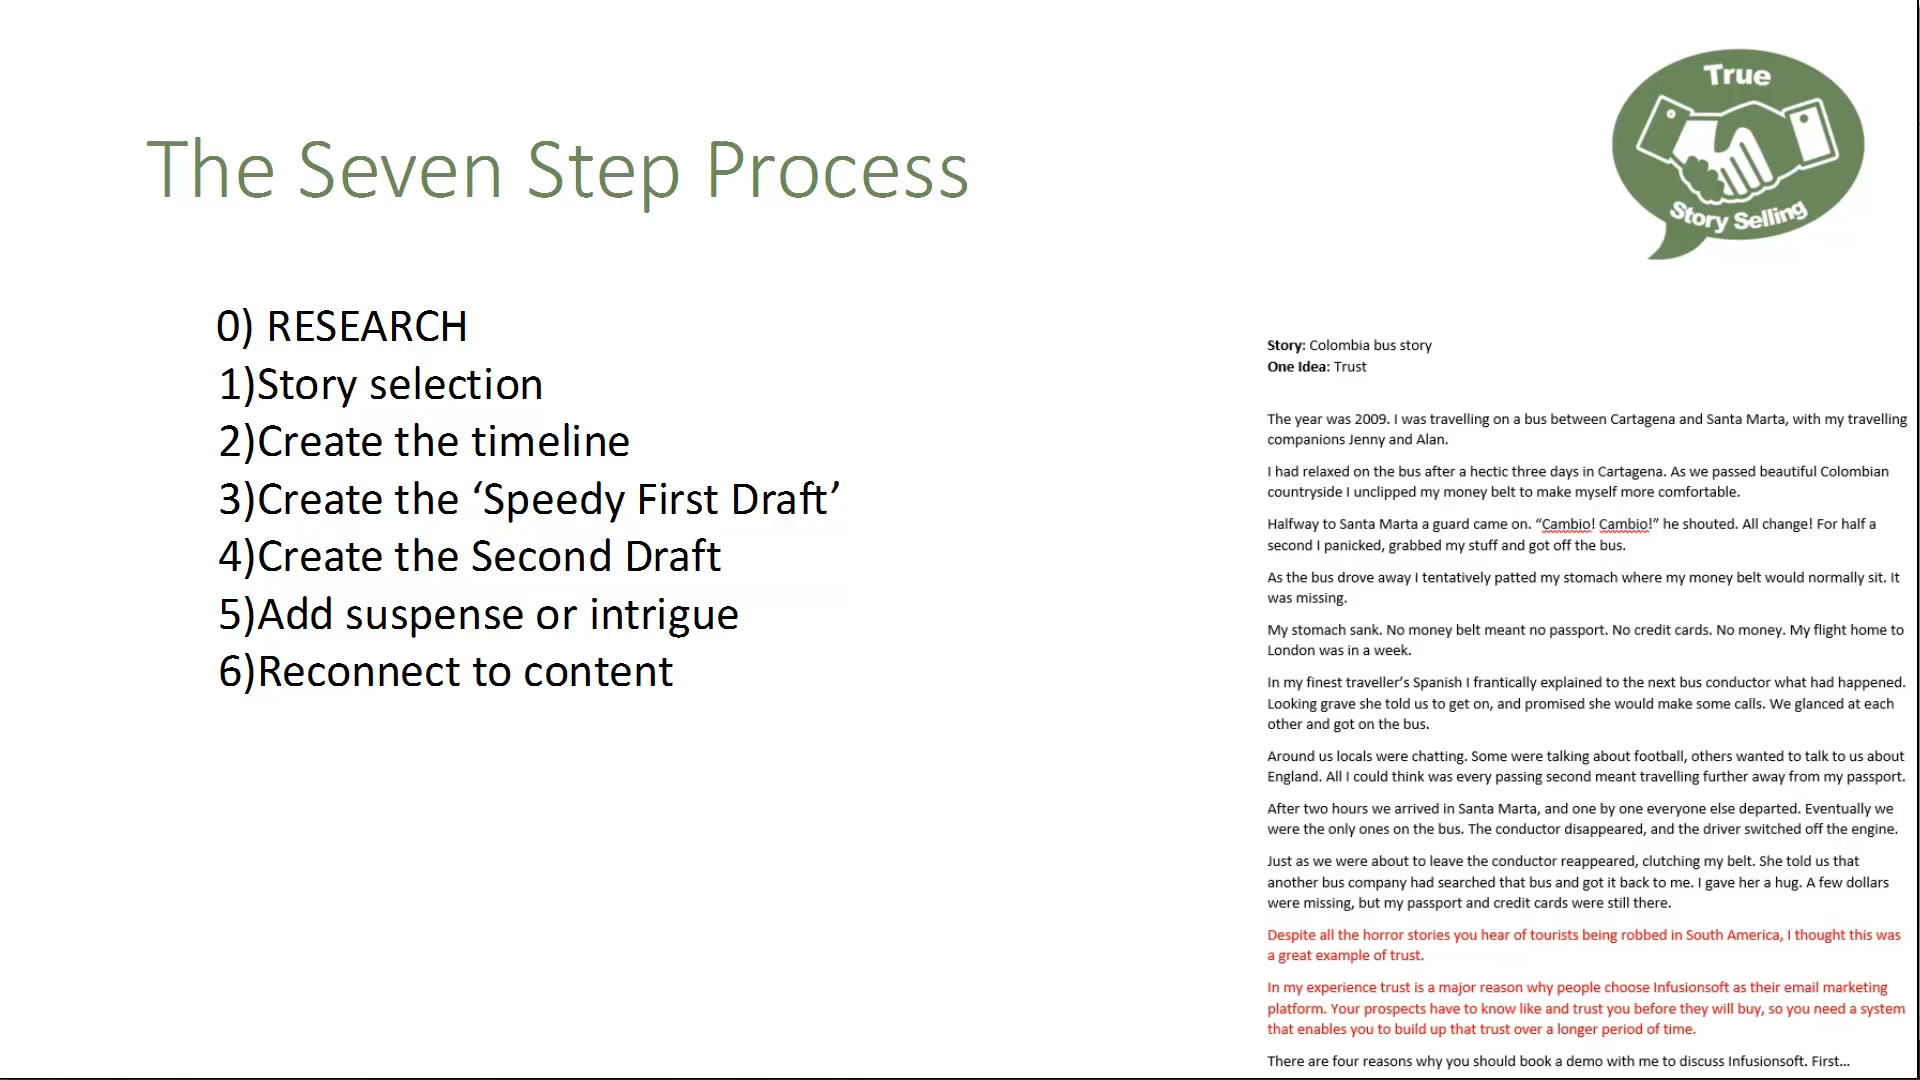 True
Story Selling
The Seven Step Process
0) RESEARCH
1)Story selection
2)Create the timeline
3)Create the ‘Speedy First Draft’
4)Create the Second Draft
5)Add suspense or intrigue
6)Reconnect to content
Story: Colombia bus story
One Idea: Trust
The year was 2009. I was travelling on a bus between Cartagena and Santa Marta, with my travelling
companions Jenny and Alan.
I had relaxed on the bus after a hectic three days in Cartagena. As we passed beautiful Colombian
countryside I unclipped my money belt to make myself more comfortable.
Halfway to Santa Marta a guard came on. “Cambio! Cambio!” he shouted. All change! For half a
second I panicked, grabbed my stuff and got off the bus.
As the bus drove away I tentatively patted my stomach where my money belt would normally sit. It
was missing.
My stomach sank. No money belt meant no passport. No credit cards. No money. My flight home to
London was in a week.
In my finest traveller’s Spanish I frantically explained to the next bus conductor what had happened.
Looking grave she told us to get on, and promised she would make some calls. We glanced at each
other and got on the bus.
Around us locals were chatting. Some were talking about football, others wanted to talk to us about
England. All I could think was every passing second meant travelling further away from my passport.
After two hours we arrived in Santa Marta, and one by one everyone else departed. Eventually we
were the only ones on the bus. The conductor disappeared, and the driver switched off the engine.
Just as we were about to leave the conductor reappeared, clutching my belt. She told us that
another bus company had searched that bus and got it back to me. I gave her a hug. A few dollars
were missing, but my passport and credit cards were still there.
Despite all the horror stories you hear of tourists being robbed in South America, I thought this was
a great example of trust.
In my experience trust is a major reason why people choose Infusionsoft as their email marketing
platform. Your prospects have to know like and trust you before they will buy, so you need a system
that enables you to build up that trust over a longer period of time.
There are four reasons why you should book a demo with me to discuss Infusionsoft. First...